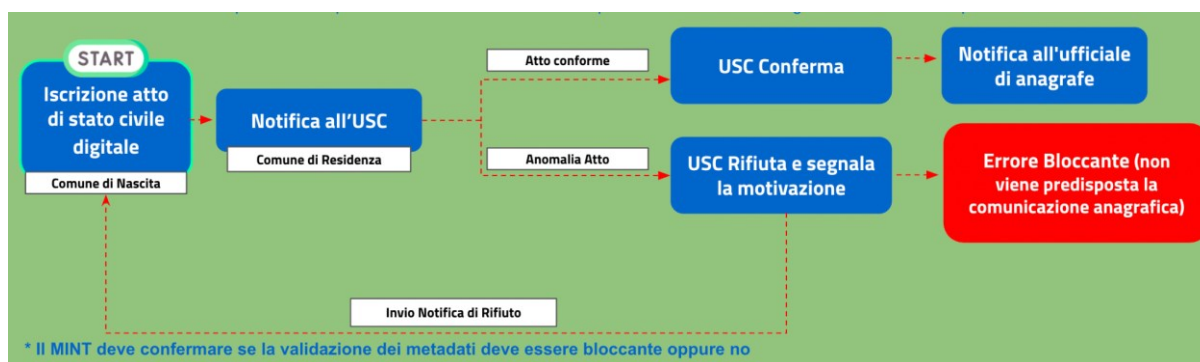 START
Iscrizione atto
di stato civile
digitale
Comune di Nascita
Notifica all'USC
Comune di Residenza
Atto conforme
USC Conferma
Notifica all'ufficiale
di anagrafe
Anomalia Atto
USC Rifiuta e segnala
la motivazione
Errore Bloccante (non
viene predisposta la
comunicazione anagrafica)
Invio Notifica di Rifiuto
* Il MINT deve confermare se la validazione dei metadati deve essere bloccante oppure no